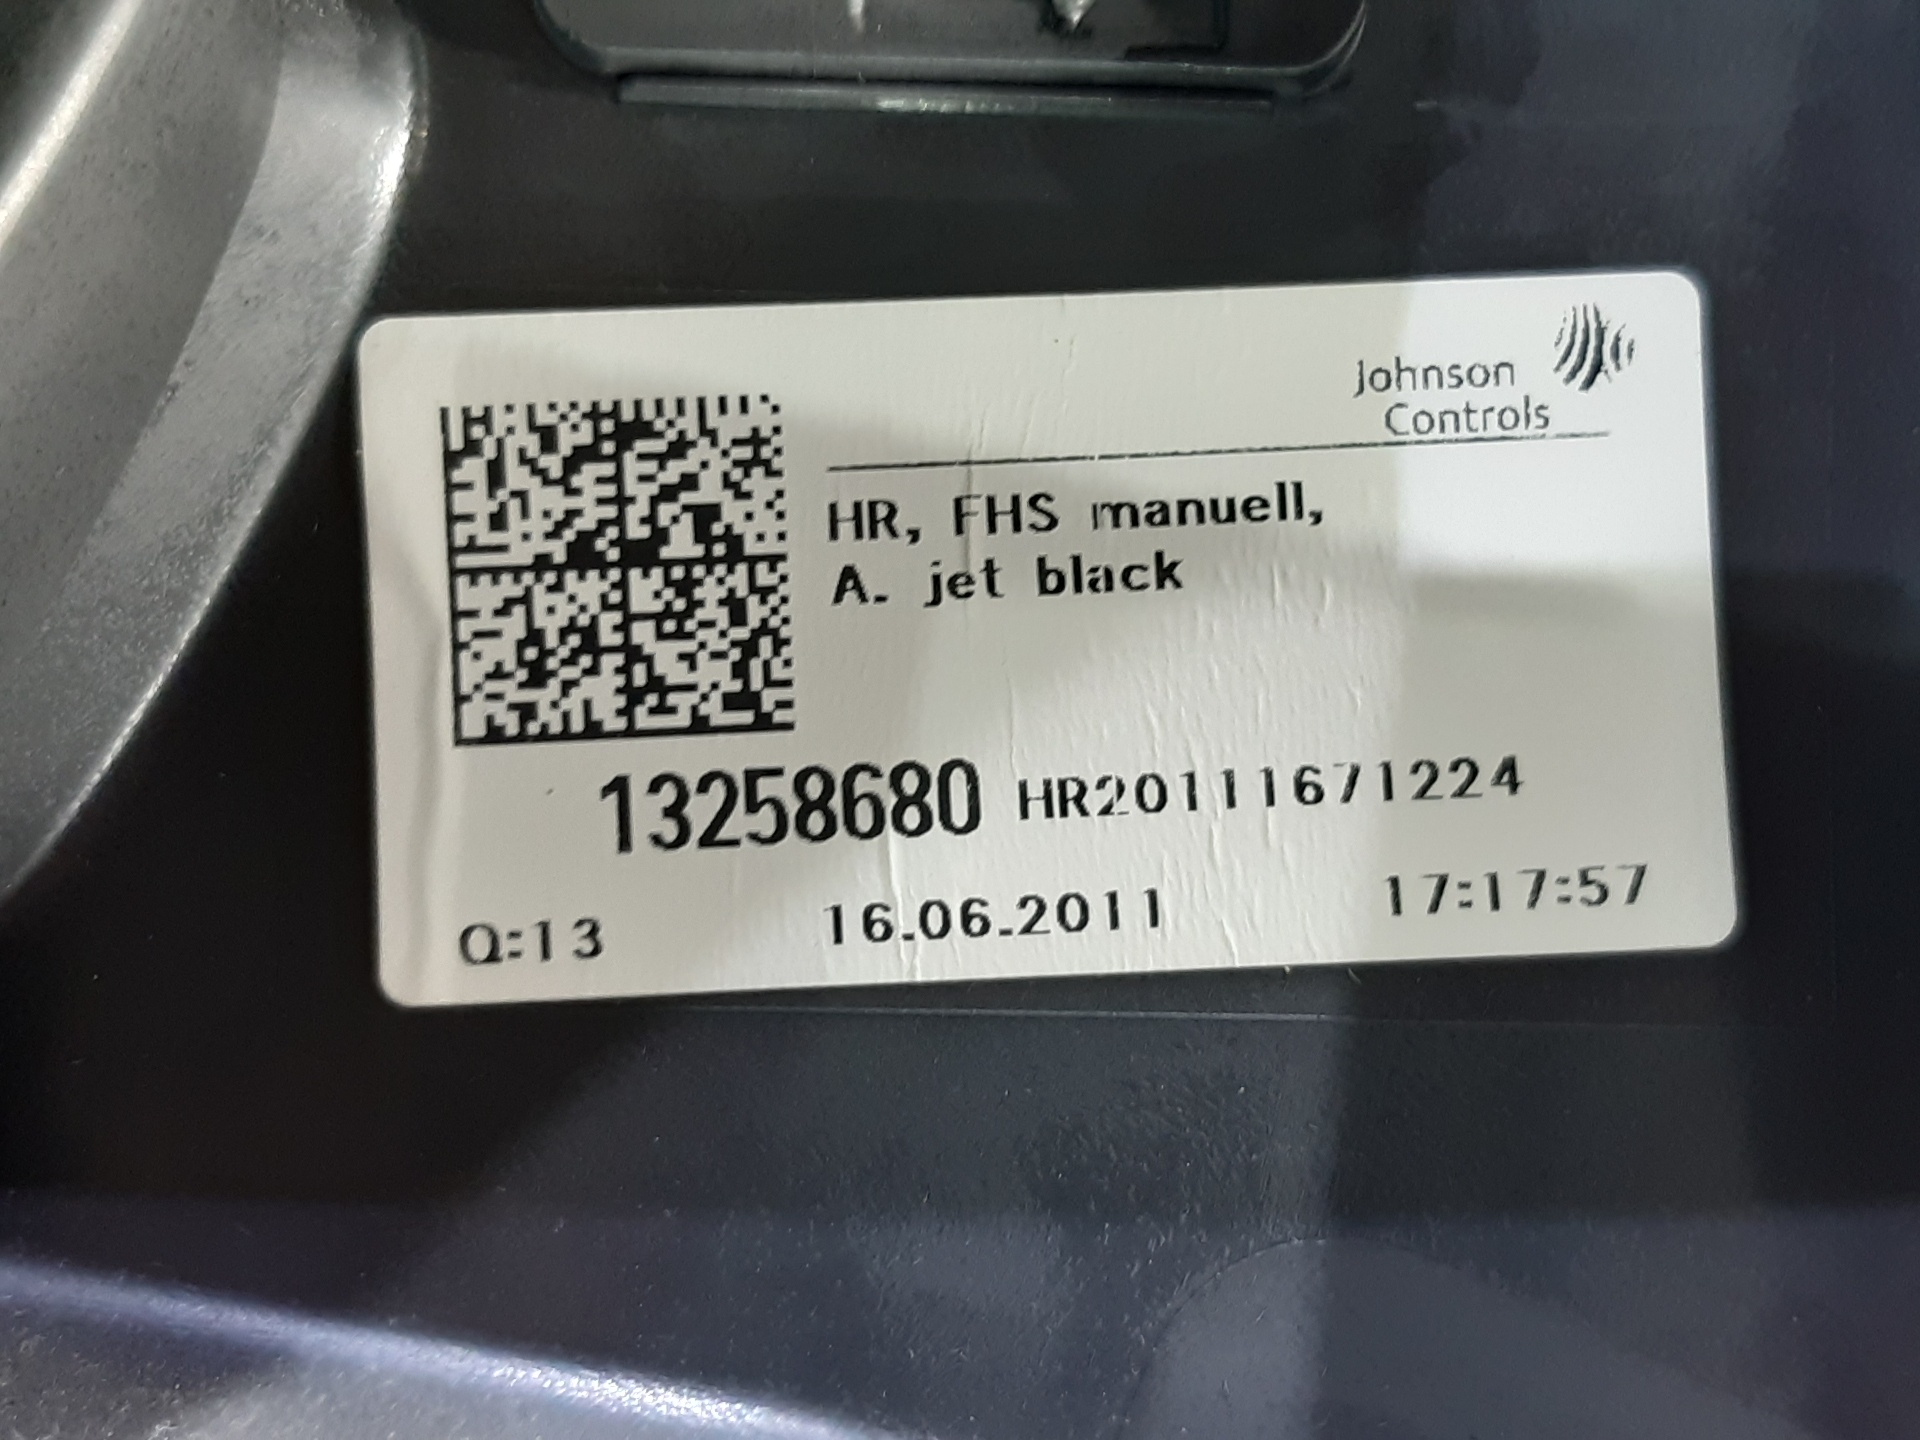 Johnson
Controls
HR, FHS manuell,
A. jet black
13258680 HR20111671224
Q:13 16.06.2011 17:17:57